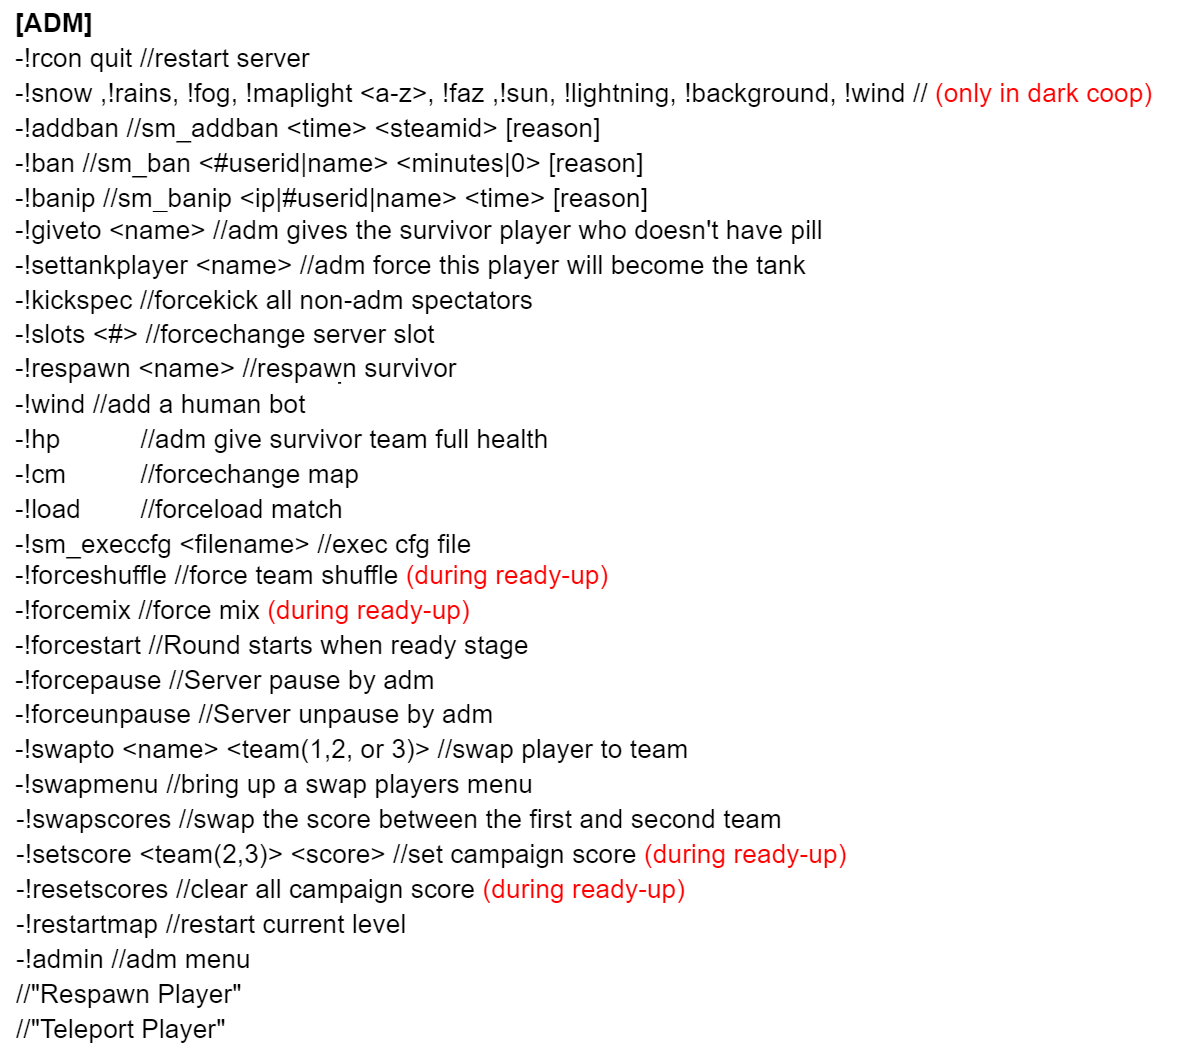 [ADM]
-!rcon quit //restart server
-!snow ,!rains, !fog, !maplight <a-z>, !faz ,!sun, !lightning, !background, !wind // (only in dark coop)
-!addban //sm_addban <time> <steamid> [reason]
-!ban //sm_ban <#userid|name> <minutes|0> [reason]
-!banip //sm_banip <ip|#userid|name> <time> [reason]
-!giveto <name> //adm gives the survivor player who doesn't have pill
-!settankplayer <name> //adm force this player will become the tank
-!kickspec //forcekick all non-adm spectators
-!slots <#> //forcechange server slot
-!respawn <name> //respawn survivor
-!wind //add a human bot
-!hp //adm give survivor team full health
-!cm //forcechange map
-!load //forceload match
-!sm_execcfg <filename> //exec cfg file
-!forceshuffle //force team shuffle (during ready-up)
-!forcemix //force mix (during ready-up)
-!forcestart //Round starts when ready stage
-!forcepause //Server pause by adm
-!forceunpause //Server unpause by adm
-!swapto <name> <team(1,2, or 3)> //swap player to team
-!swapmenu //bring up a swap players menu
-!swapscores //swap the score between the first and second team
-!setscore <team(2,3)> <score> //set campaign score (during ready-up)
-!resetscores //clear all campaign score (during ready-up)
-!restartmap //restart current level
-!admin //adm menu
//"Respawn Player"
//"Teleport Player"